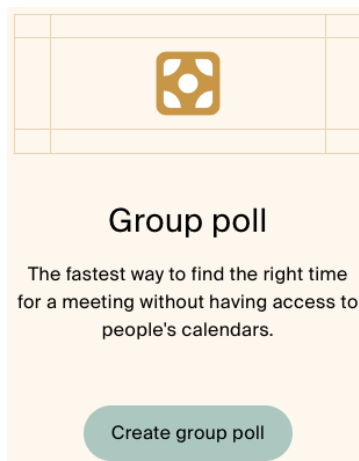 Group poll
The fastest way to find the right time
for a meeting without having access to
people's calendars.
Create group poll